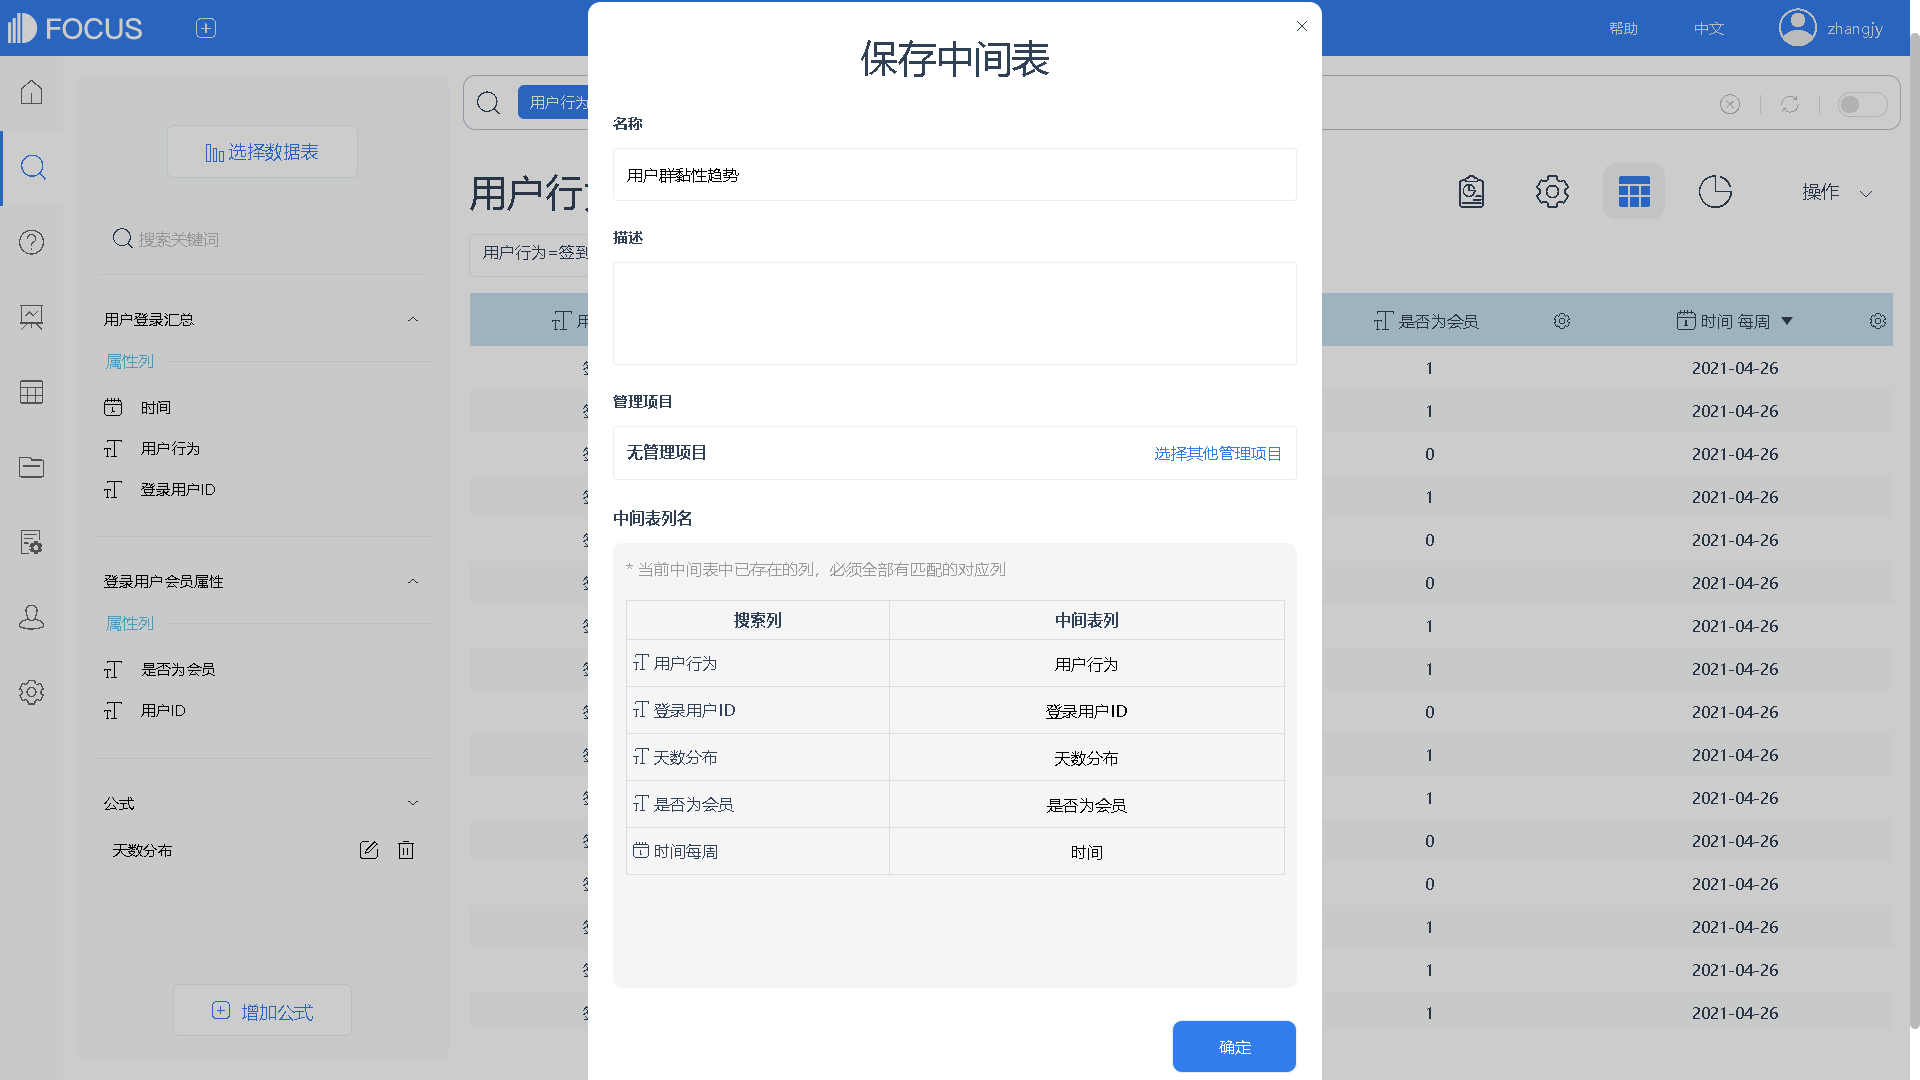 FOCUS
帮助
中文
zhangjy
选择数据表
搜索关键词
用户登录汇总
属性列
时间
用户行为
登录用户ID
登录用户会员属性
属性列
是否为会员
用户ID
公式
天数分布
增加公式
用户行为
用户行
操作
用户行为=签到
保存中间表
名称
用户群黏性趋势
描述
管理项目
无管理项目
选择其他管理项目
中间表列名
* 当前中间表中已存在的列，必须全部有匹配的对应列
搜索列 中间表列
用户行为 用户行为
登录用户ID 登录用户ID
天数分布 天数分布
是否为会员 是否为会员
时间每周 时间
确定
是否为会员 时间 每周
1 2021-04-26
1 2021-04-26
0 2021-04-26
1 2021-04-26
0 2021-04-26
0 2021-04-26
1 2021-04-26
1 2021-04-26
0 2021-04-26
1 2021-04-26
1 2021-04-26
0 2021-04-26
0 2021-04-26
1 2021-04-26
1 2021-04-26
1 2021-04-26